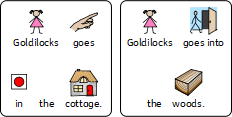 Goldilocks goes
in the cottage.
Goldilocks goes into
the woods.